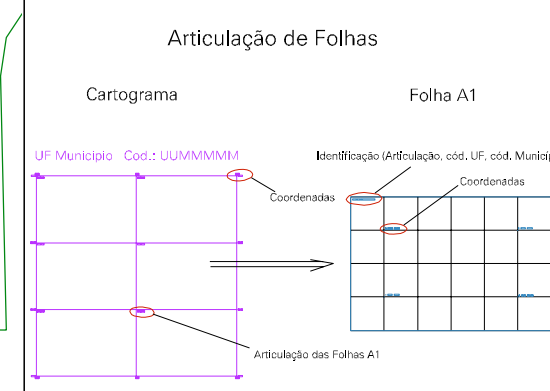 Articulação de Folhas
Cartograma
Folha A1
UF Municipio Cod.: UUMMMMM
Identificação (Articulação, cód. UF, cód. Municíp
Coordenadas
Coordenadas
Articulação das Folhas A1